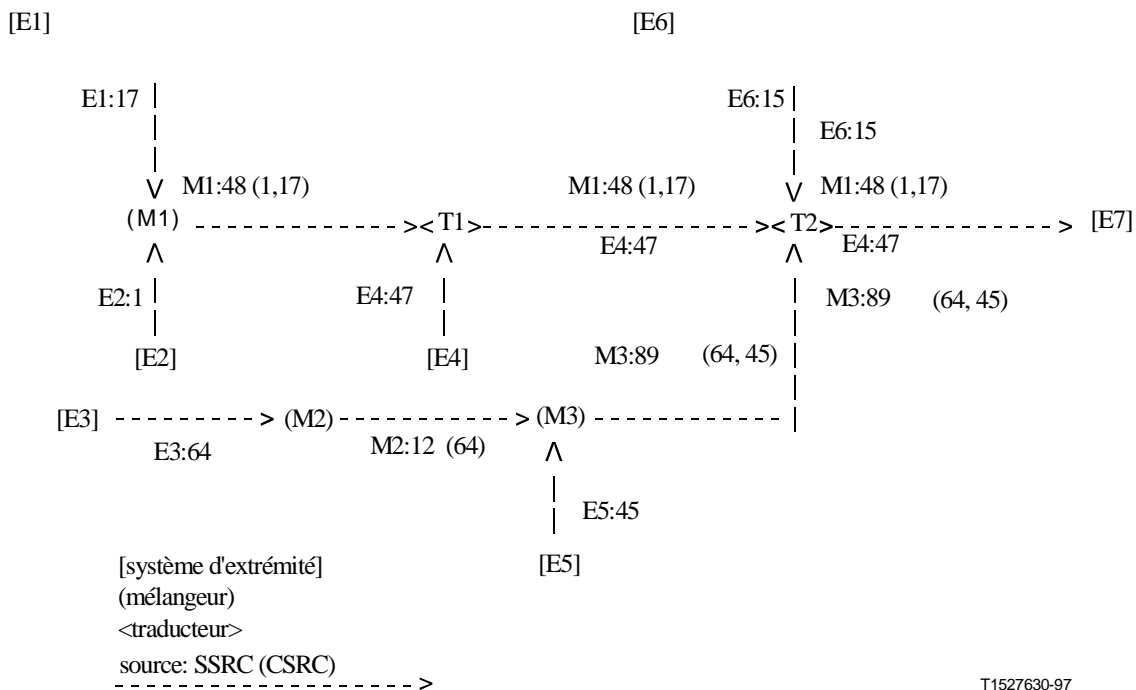 [E1] [E6]
E1:17 E6:15
E6:15
M1:48 (1,17) M1:48 (1,17) M1:48 (1,17)
(M1) <T1> <T2> [E7]
E4:47 E4:47
E2:1 E4:47 M3:89 (64, 45)
[E2] [E4] M3:89 (64, 45)
[E3] (M2) (M3)
E3:64 M2:12 (64)
E5:45
[système d'extrémité] [E5]
(mélangeur)
<traducteur>
source: SSRC (CSRC)
T1527630-97